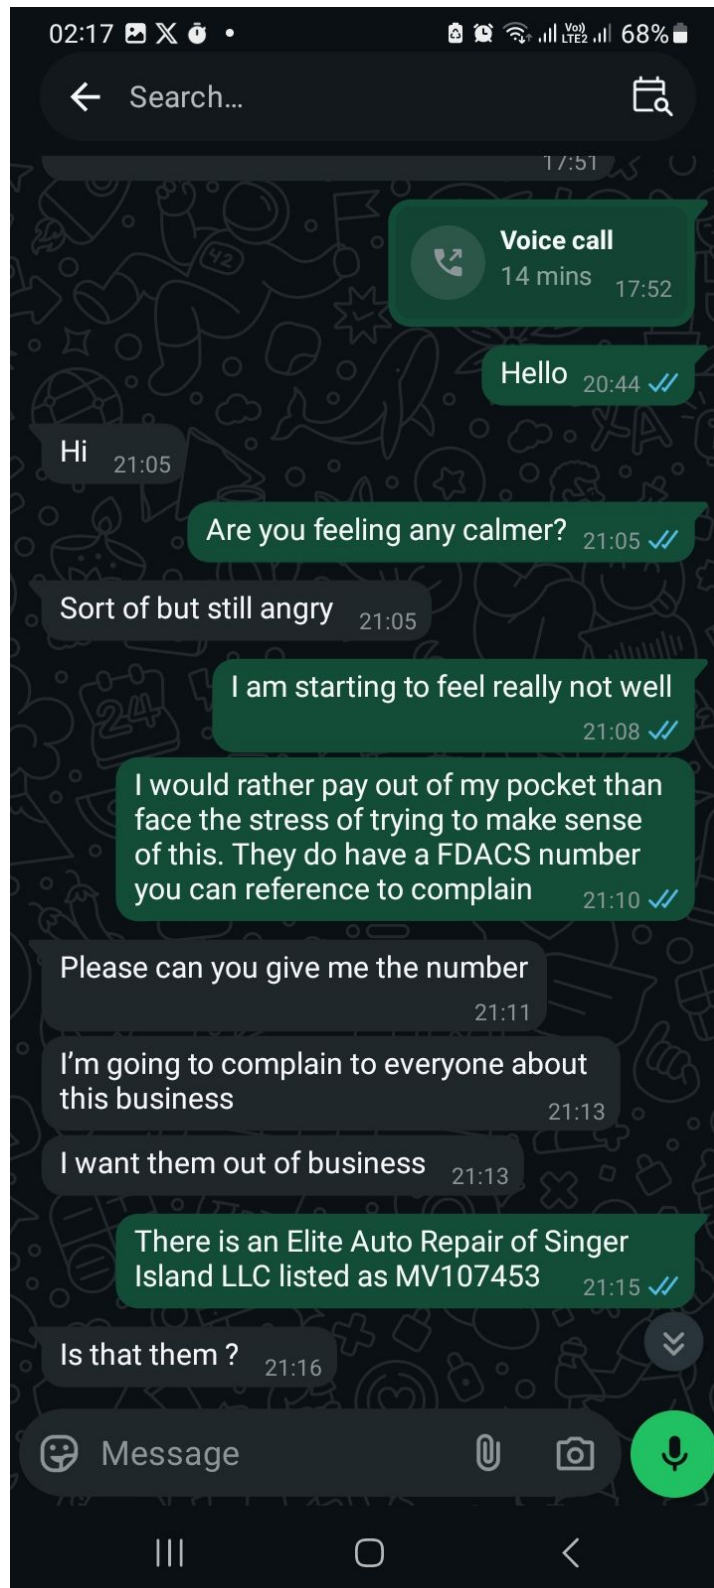 02:17
Vo))
LTE2
68%
Search…
17:51
Voice call
14 mins 17:52
Hello 20:44
Hi 21:05
Are you feeling any calmer? 21:05
Sort of but still angry 21:05
I am starting to feel really not well
21:08
I would rather pay out of my pocket than
face the stress of trying to make sense
of this. They do have a FDACS number
you can reference to complain 21:10
Please can you give me the number
21:11
I’m going to complain to everyone about
this business 21:13
I want them out of business 21:13
There is an Elite Auto Repair of Singer
Island LLC listed as MV107453 21:15
Is that them ? 21:16
Message